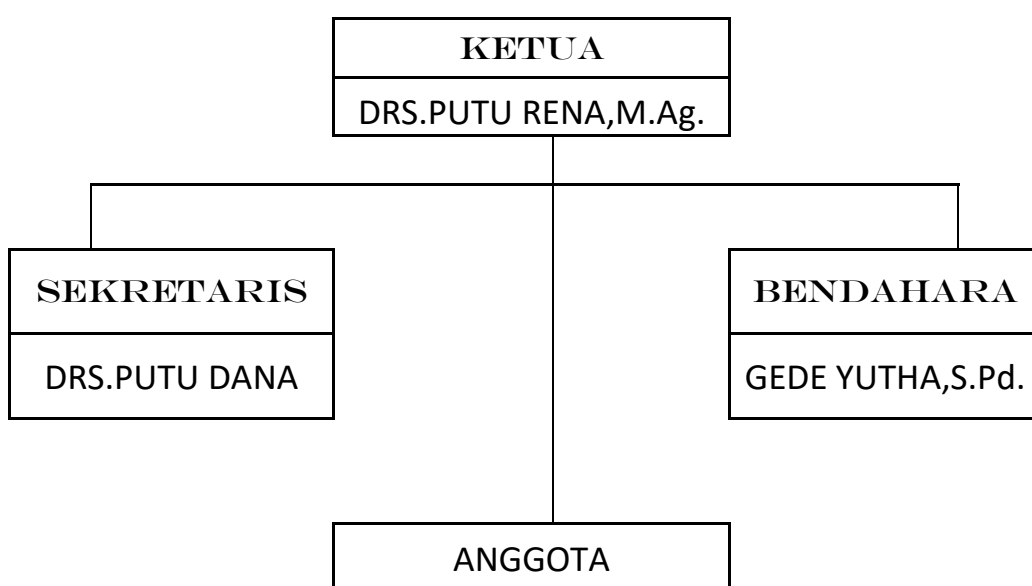 KETUA
DRS.PUTU RENA,M.Ag.
SEKRETARIS
DRS.PUTU DANA
BENDAHARA
GEDE YUTHA,S.Pd.
ANGGOTA